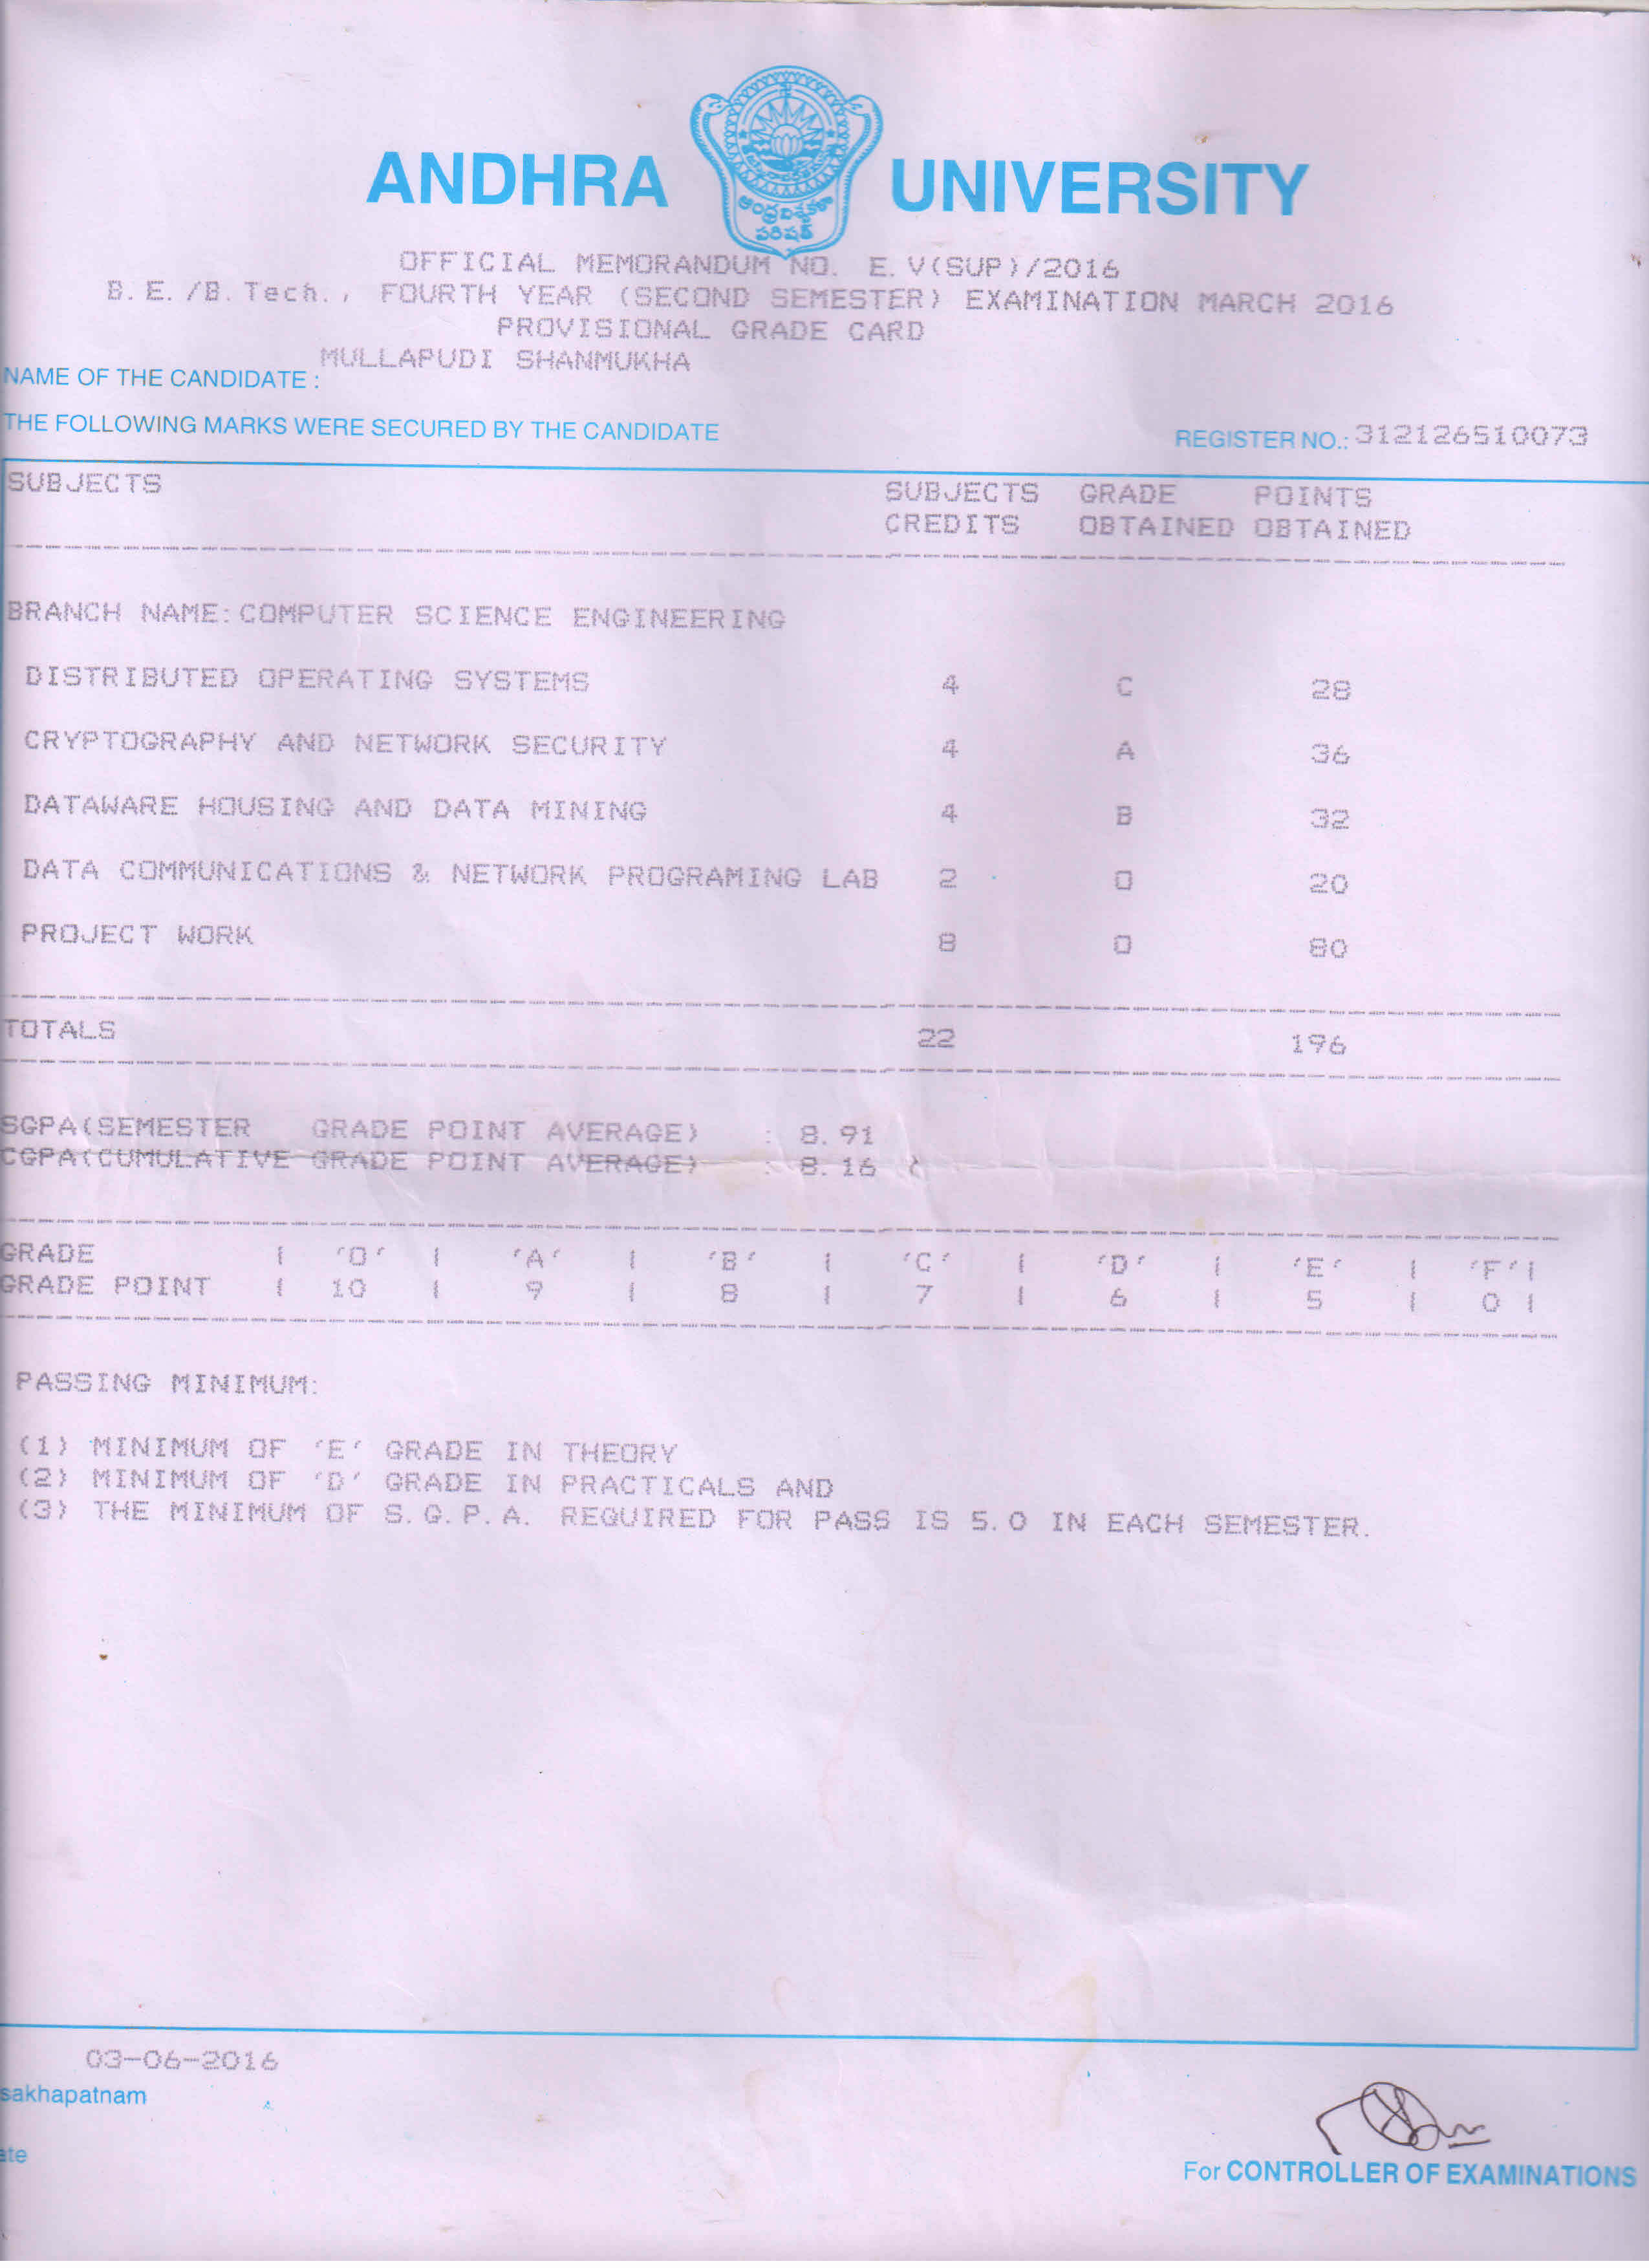 ANDHRA UNIVERSITY
ఆంధ్రవిశ్వకళా
పరిషత్
OFFICIAL MEMORANDUM NO. E.V(SUP)/2016
B.E./B.Tech., FOURTH YEAR (SECOND SEMESTER) EXAMINATION MARCH 2016
PROVISIONAL GRADE CARD
NAME OF THE CANDIDATE : MULLAPUDI SHANMUKHA
THE FOLLOWING MARKS WERE SECURED BY THE CANDIDATE REGISTER NO.: 312126510073
SUBJECTS SUBJECTS GRADE POINTS
CREDITS OBTAINED OBTAINED
BRANCH NAME:COMPUTER SCIENCE ENGINEERING
DISTRIBUTED OPERATING SYSTEMS 4 C 28
CRYPTOGRAPHY AND NETWORK SECURITY 4 A 36
DATAWARE HOUSING AND DATA MINING 4 B 32
DATA COMMUNICATIONS & NETWORK PROGRAMING LAB 2 O 20
PROJECT WORK 8 O 80
TOTALS 22 196
SGPA(SEMESTER GRADE POINT AVERAGE) : 8.91
CGPA(CUMULATIVE GRADE POINT AVERAGE) : 8.16
GRADE | 'O' | 'A' | 'B' | 'C' | 'D' | 'E' | 'F' |
GRADE POINT | 10 | 9 | 8 | 7 | 6 | 5 | 0 |
PASSING MINIMUM:
(1) MINIMUM OF 'E' GRADE IN THEORY
(2) MINIMUM OF 'D' GRADE IN PRACTICALS AND
(3) THE MINIMUM OF S.G.P.A. REQUIRED FOR PASS IS 5.0 IN EACH SEMESTER.
03-06-2016
sakhapatnam
ate
For CONTROLLER OF EXAMINATIONS